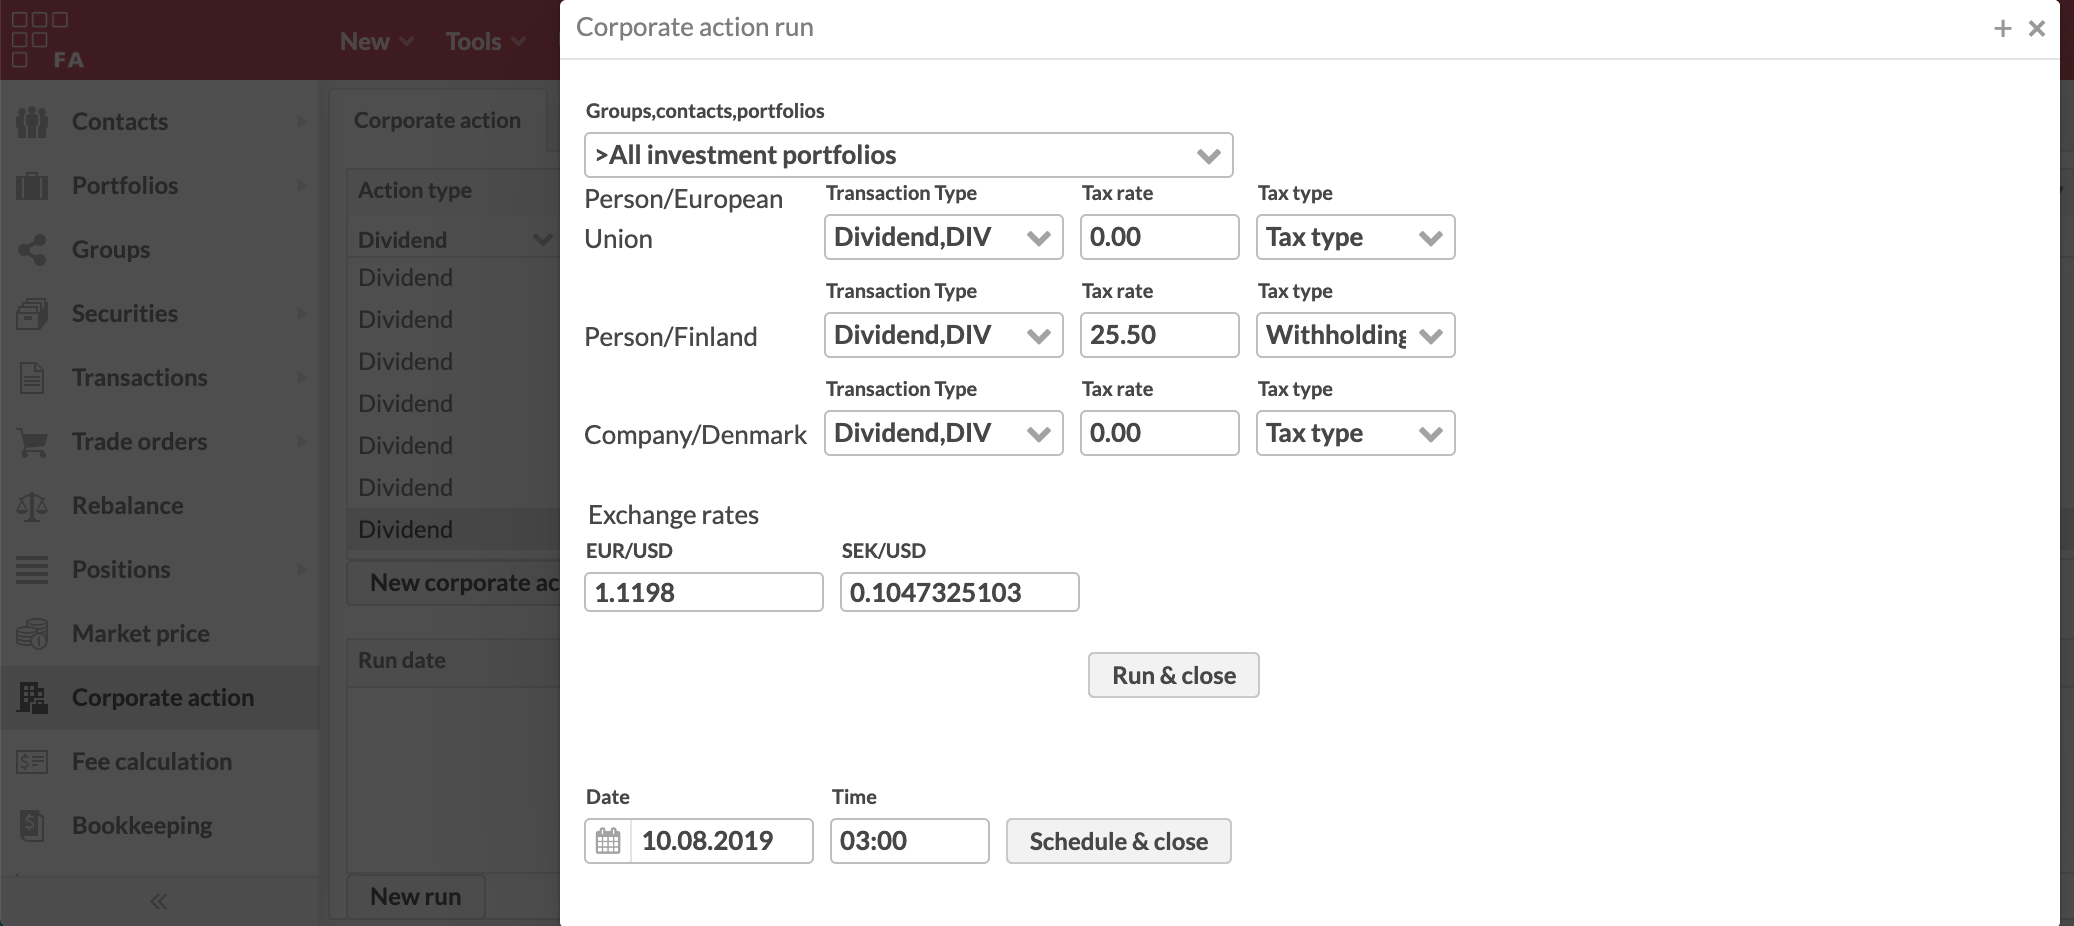 FA
New
Tools
Corporate action run
Contacts
Portfolios
Groups
Securities
Transactions
Trade orders
Rebalance
Positions
Market price
Corporate action
Fee calculation
Bookkeeping
Corporate action
Action type
Dividend
Dividend
Dividend
Dividend
Dividend
Dividend
Dividend
Dividend
New corporate ac
Run date
New run
Groups,contacts,portfolios
>All investment portfolios
Person/European Union
Transaction Type
Tax rate
Tax type
Dividend,DIV
0.00
Tax type
Person/Finland
Transaction Type
Tax rate
Tax type
Dividend,DIV
25.50
Withholding
Company/Denmark
Transaction Type
Tax rate
Tax type
Dividend,DIV
0.00
Tax type
Exchange rates
EUR/USD
SEK/USD
1.1198
0.1047325103
Run & close
Date
Time
10.08.2019
03:00
Schedule & close